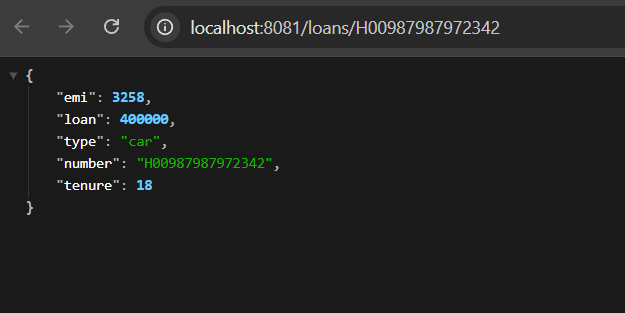 localhost:8081/loans/H00987987972342
{
"emi": 3258,
"loan": 400000,
"type": "car",
"number": "H00987987972342",
"tenure": 18
}